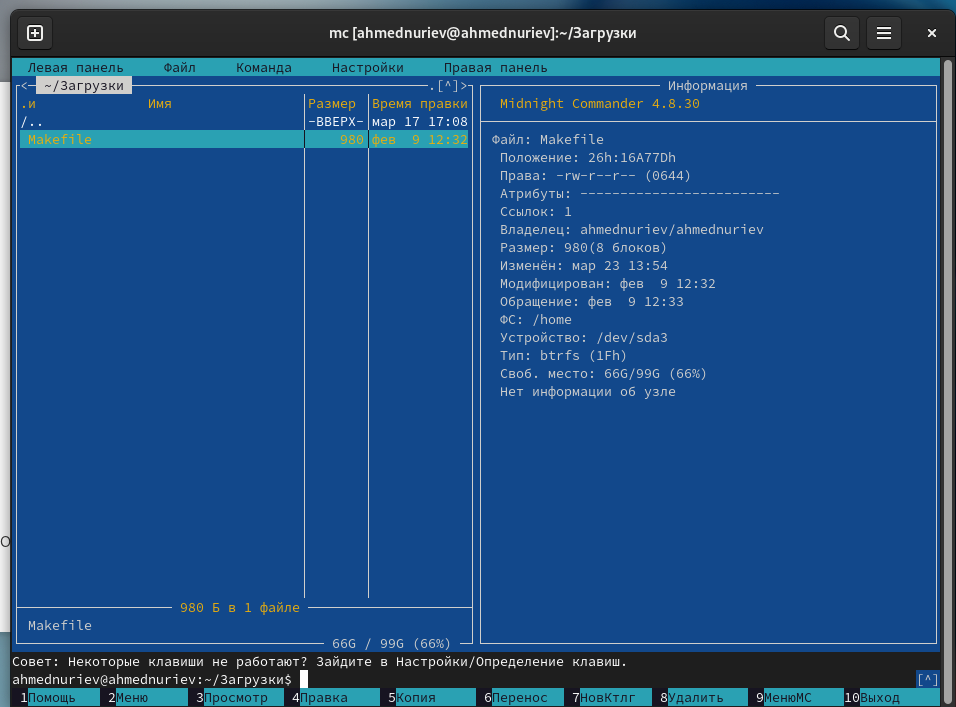 mc [ahmednuriev@ahmednuriev]:~/Загрузки
Левая панель Файл Команда Настройки Правая панель
<- ~/Загрузки .[^]>
.и Имя Размер Время правки
/.. -ВВЕРХ- мар 17 17:08
Makefile 980 фев 9 12:32
980 Б в 1 файле
Makefile
66G / 99G (66%)
Информация
Midnight Commander 4.8.30
Файл: Makefile
Положение: 26h:16A77Dh
Права: -rw-r--r-- (0644)
Атрибуты: -------------------------
Ссылок: 1
Владелец: ahmednuriev/ahmednuriev
Размер: 980(8 блоков)
Изменён: мар 23 13:54
Модифицирован: фев 9 12:32
Обращение: фев 9 12:33
ФС: /home
Устройство: /dev/sda3
Тип: btrfs (1Fh)
Своб. место: 66G/99G (66%)
Нет информации об узле
Совет: Некоторые клавиши не работают? Зайдите в Настройки/Определение клавиш.
ahmednuriev@ahmednuriev:~/Загрузки$ [^]
1Помощь 2Меню 3Просмотр 4Правка 5Копия 6Перенос 7НовКтлг 8Удалить 9МенюMC 10Выход